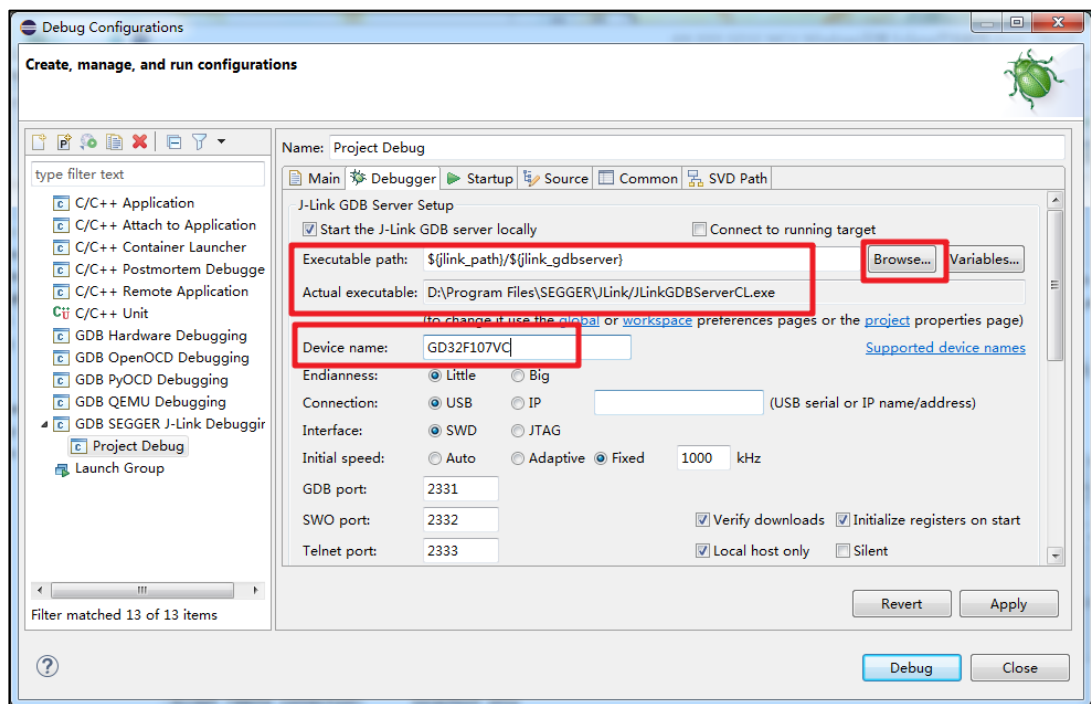 Debug Configurations
Create, manage, and run configurations
type filter text
C/C++ Application
C/C++ Attach to Application
C/C++ Container Launcher
C/C++ Postmortem Debugge
C/C++ Remote Application
C/C++ Unit
GDB Hardware Debugging
GDB OpenOCD Debugging
GDB PyOCD Debugging
GDB QEMU Debugging
GDB SEGGER J-Link Debuggin
Project Debug
Launch Group
Filter matched 13 of 13 items
Name: Project Debug
Main Debugger Startup Source Common SVD Path
J-Link GDB Server Setup
Start the J-Link GDB server locally Connect to running target
Executable path: ${jlink_path}/${jlink_gdbserver} Browse... Variables...
Actual executable: D:\Program Files\SEGGER\JLink/JLinkGDBServerCL.exe
(to change it use the global or workspace preferences pages or the project properties page)
Device name: GD32F107VC Supported device names
Endianness: Little Big
Connection: USB IP (USB serial or IP name/address)
Interface: SWD JTAG
Initial speed: Auto Adaptive Fixed 1000 kHz
GDB port: 2331
SWO port: 2332 Verify downloads Initialize registers on start
Telnet port: 2333 Local host only Silent
Revert Apply
Debug Close